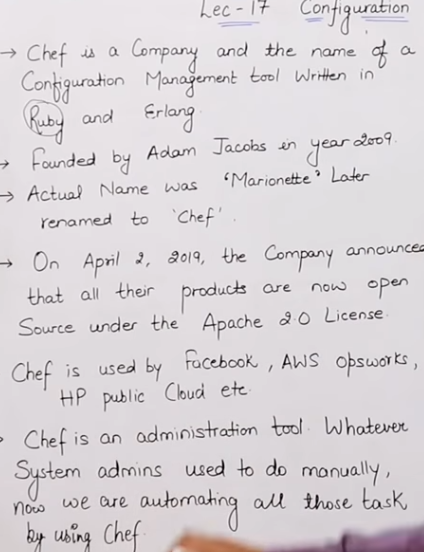 Lec-17 Configuration
→ Chef is a Company and the name of a
Configuration Management tool Written in
Ruby and Erlang.
→ Founded by Adam Jacobs in year 2009.
→ Actual Name was 'Marionette' Later
renamed to 'Chef'.
→ On April 2, 2019, the Company announces
that all their products are now open
Source under the Apache 2.0 License.
Chef is used by Facebook, AWS Opsworks,
HP public Cloud etc.
Chef is an administration tool. Whatever
System admins used to do manually,
now we are automating all those task
by using Chef.